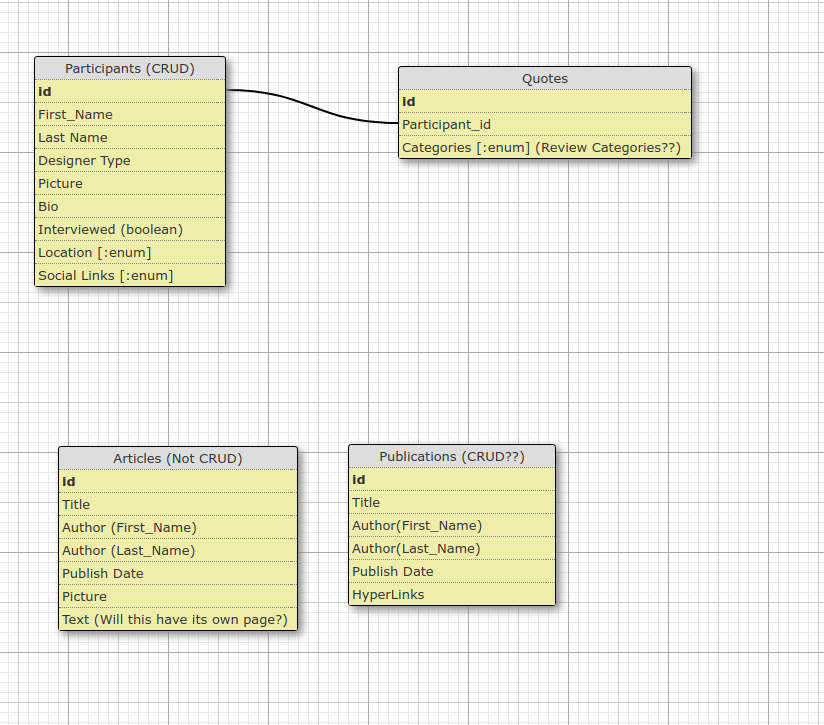 Participants (CRUD)
id
First_Name
Last Name
Designer Type
Picture
Bio
Interviewed (boolean)
Location [:enum]
Social Links [:enum]
Quotes
id
Participant_id
Categories [:enum] (Review Categories??)
Articles (Not CRUD)
id
Title
Author (First_Name)
Author (Last_Name)
Publish Date
Picture
Text (Will this have its own page?)
Publications (CRUD??)
id
Title
Author(First_Name)
Author(Last_Name)
Publish Date
HyperLinks